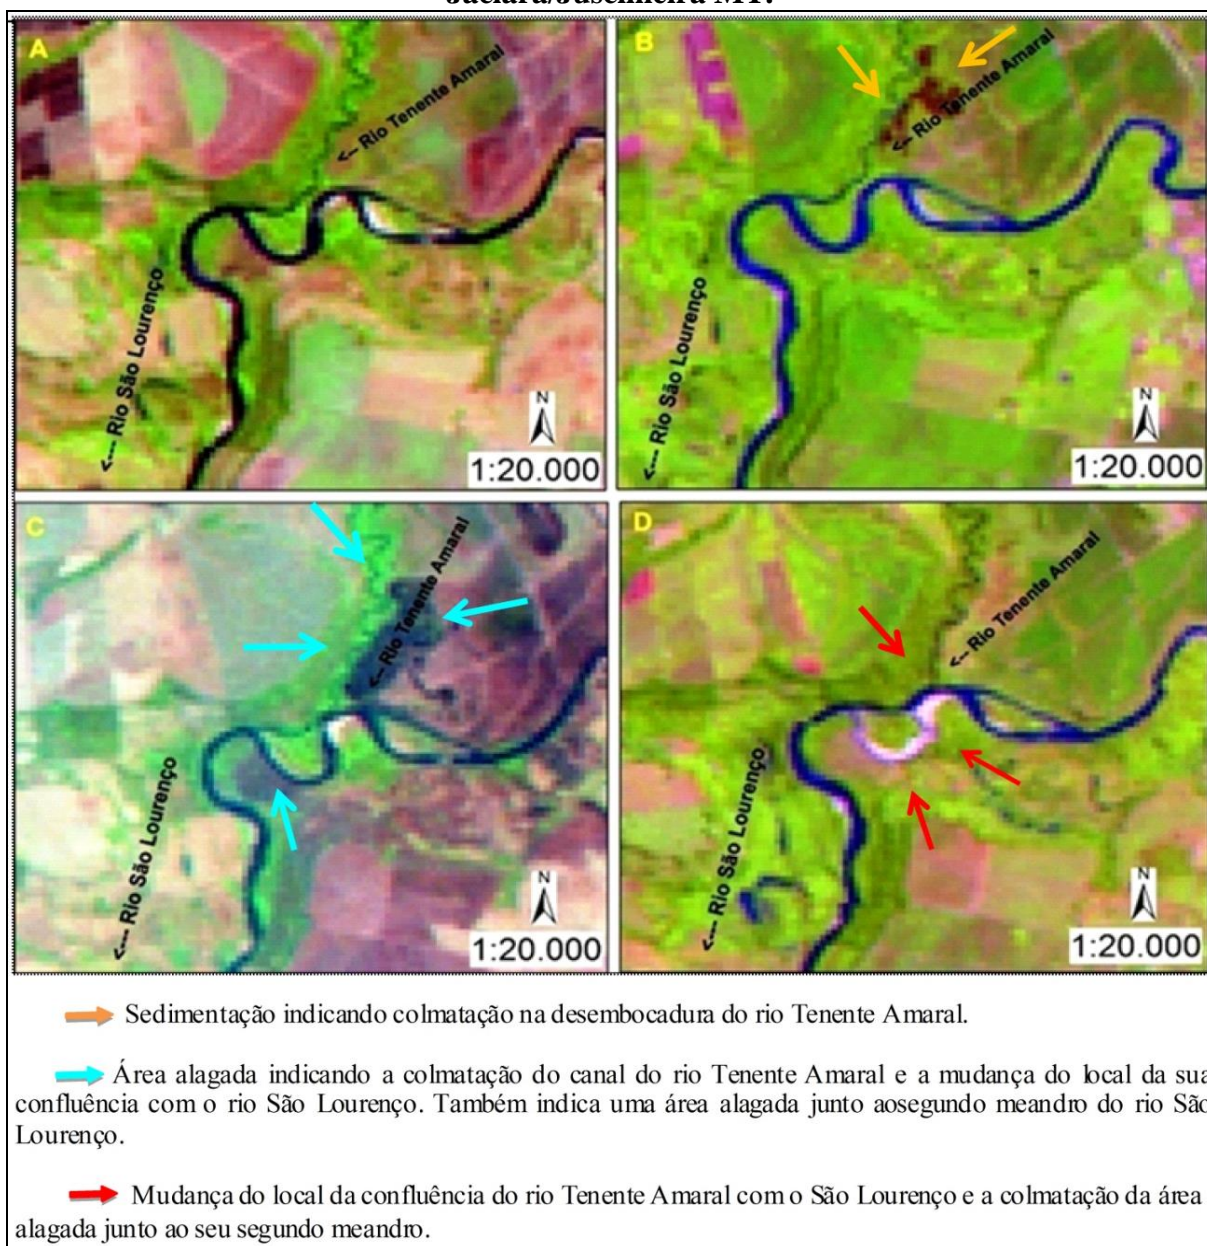 Jaciara/Juscimeira MT.
A
<-- Rio Tenente Amaral
<--- Rio São Lourenço
N
1:20.000
B
<-- Rio Tenente Amaral
<--- Rio São Lourenço
N
1:20.000
C
<-- Rio Tenente Amaral
<--- Rio São Lourenço
N
1:20.000
D
<-- Rio Tenente Amaral
<--- Rio São Lourenço
N
1:20.000
Sedimentação indicando colmatação na desembocadura do rio Tenente Amaral.
Área alagada indicando a colmatação do canal do rio Tenente Amaral e a mudança do local da sua
confluência com o rio São Lourenço. Também indica uma área alagada junto aosegundo meandro do rio São
Lourenço.
Mudança do local da confluência do rio Tenente Amaral com o São Lourenço e a colmatação da área
alagada junto ao seu segundo meandro.